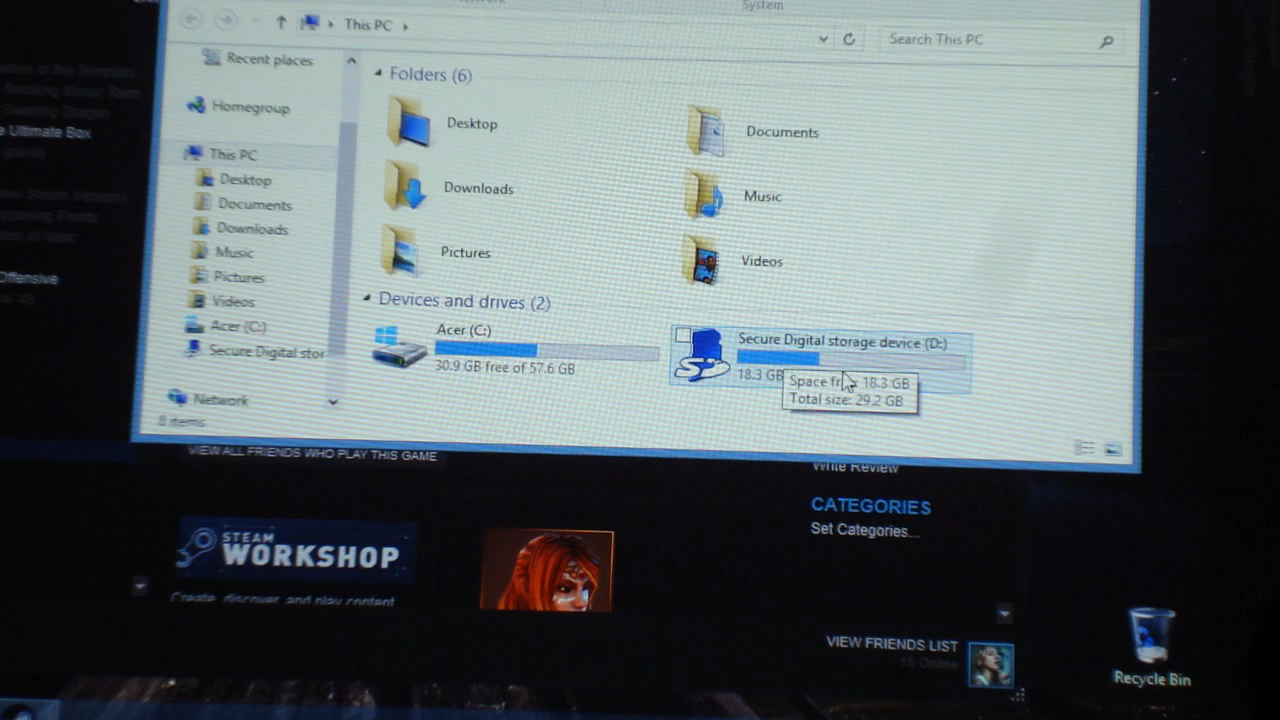 System
This PC
Search This PC
Recent places
Homegroup
This PC
Desktop
Documents
Downloads
Music
Pictures
Videos
Acer (C:)
Secure Digital stor
Network
8 items
Folders (6)
Desktop
Documents
Downloads
Music
Pictures
Videos
Devices and drives (2)
Acer (C:)
30.9 GB free of 57.6 GB
Secure Digital storage device (D:)
18.3 GB
Space fr 18.3 GB
Total size: 29.2 GB
SD
e Ultimate Box
gravity
Offensive
VIEW ALL FRIENDS WHO PLAY THIS GAME
Write Review
CATEGORIES
Set Categories...
STEAM
WORKSHOP
Create, discover, and play content
VIEW FRIENDS LIST
15 Online
Recycle Bin